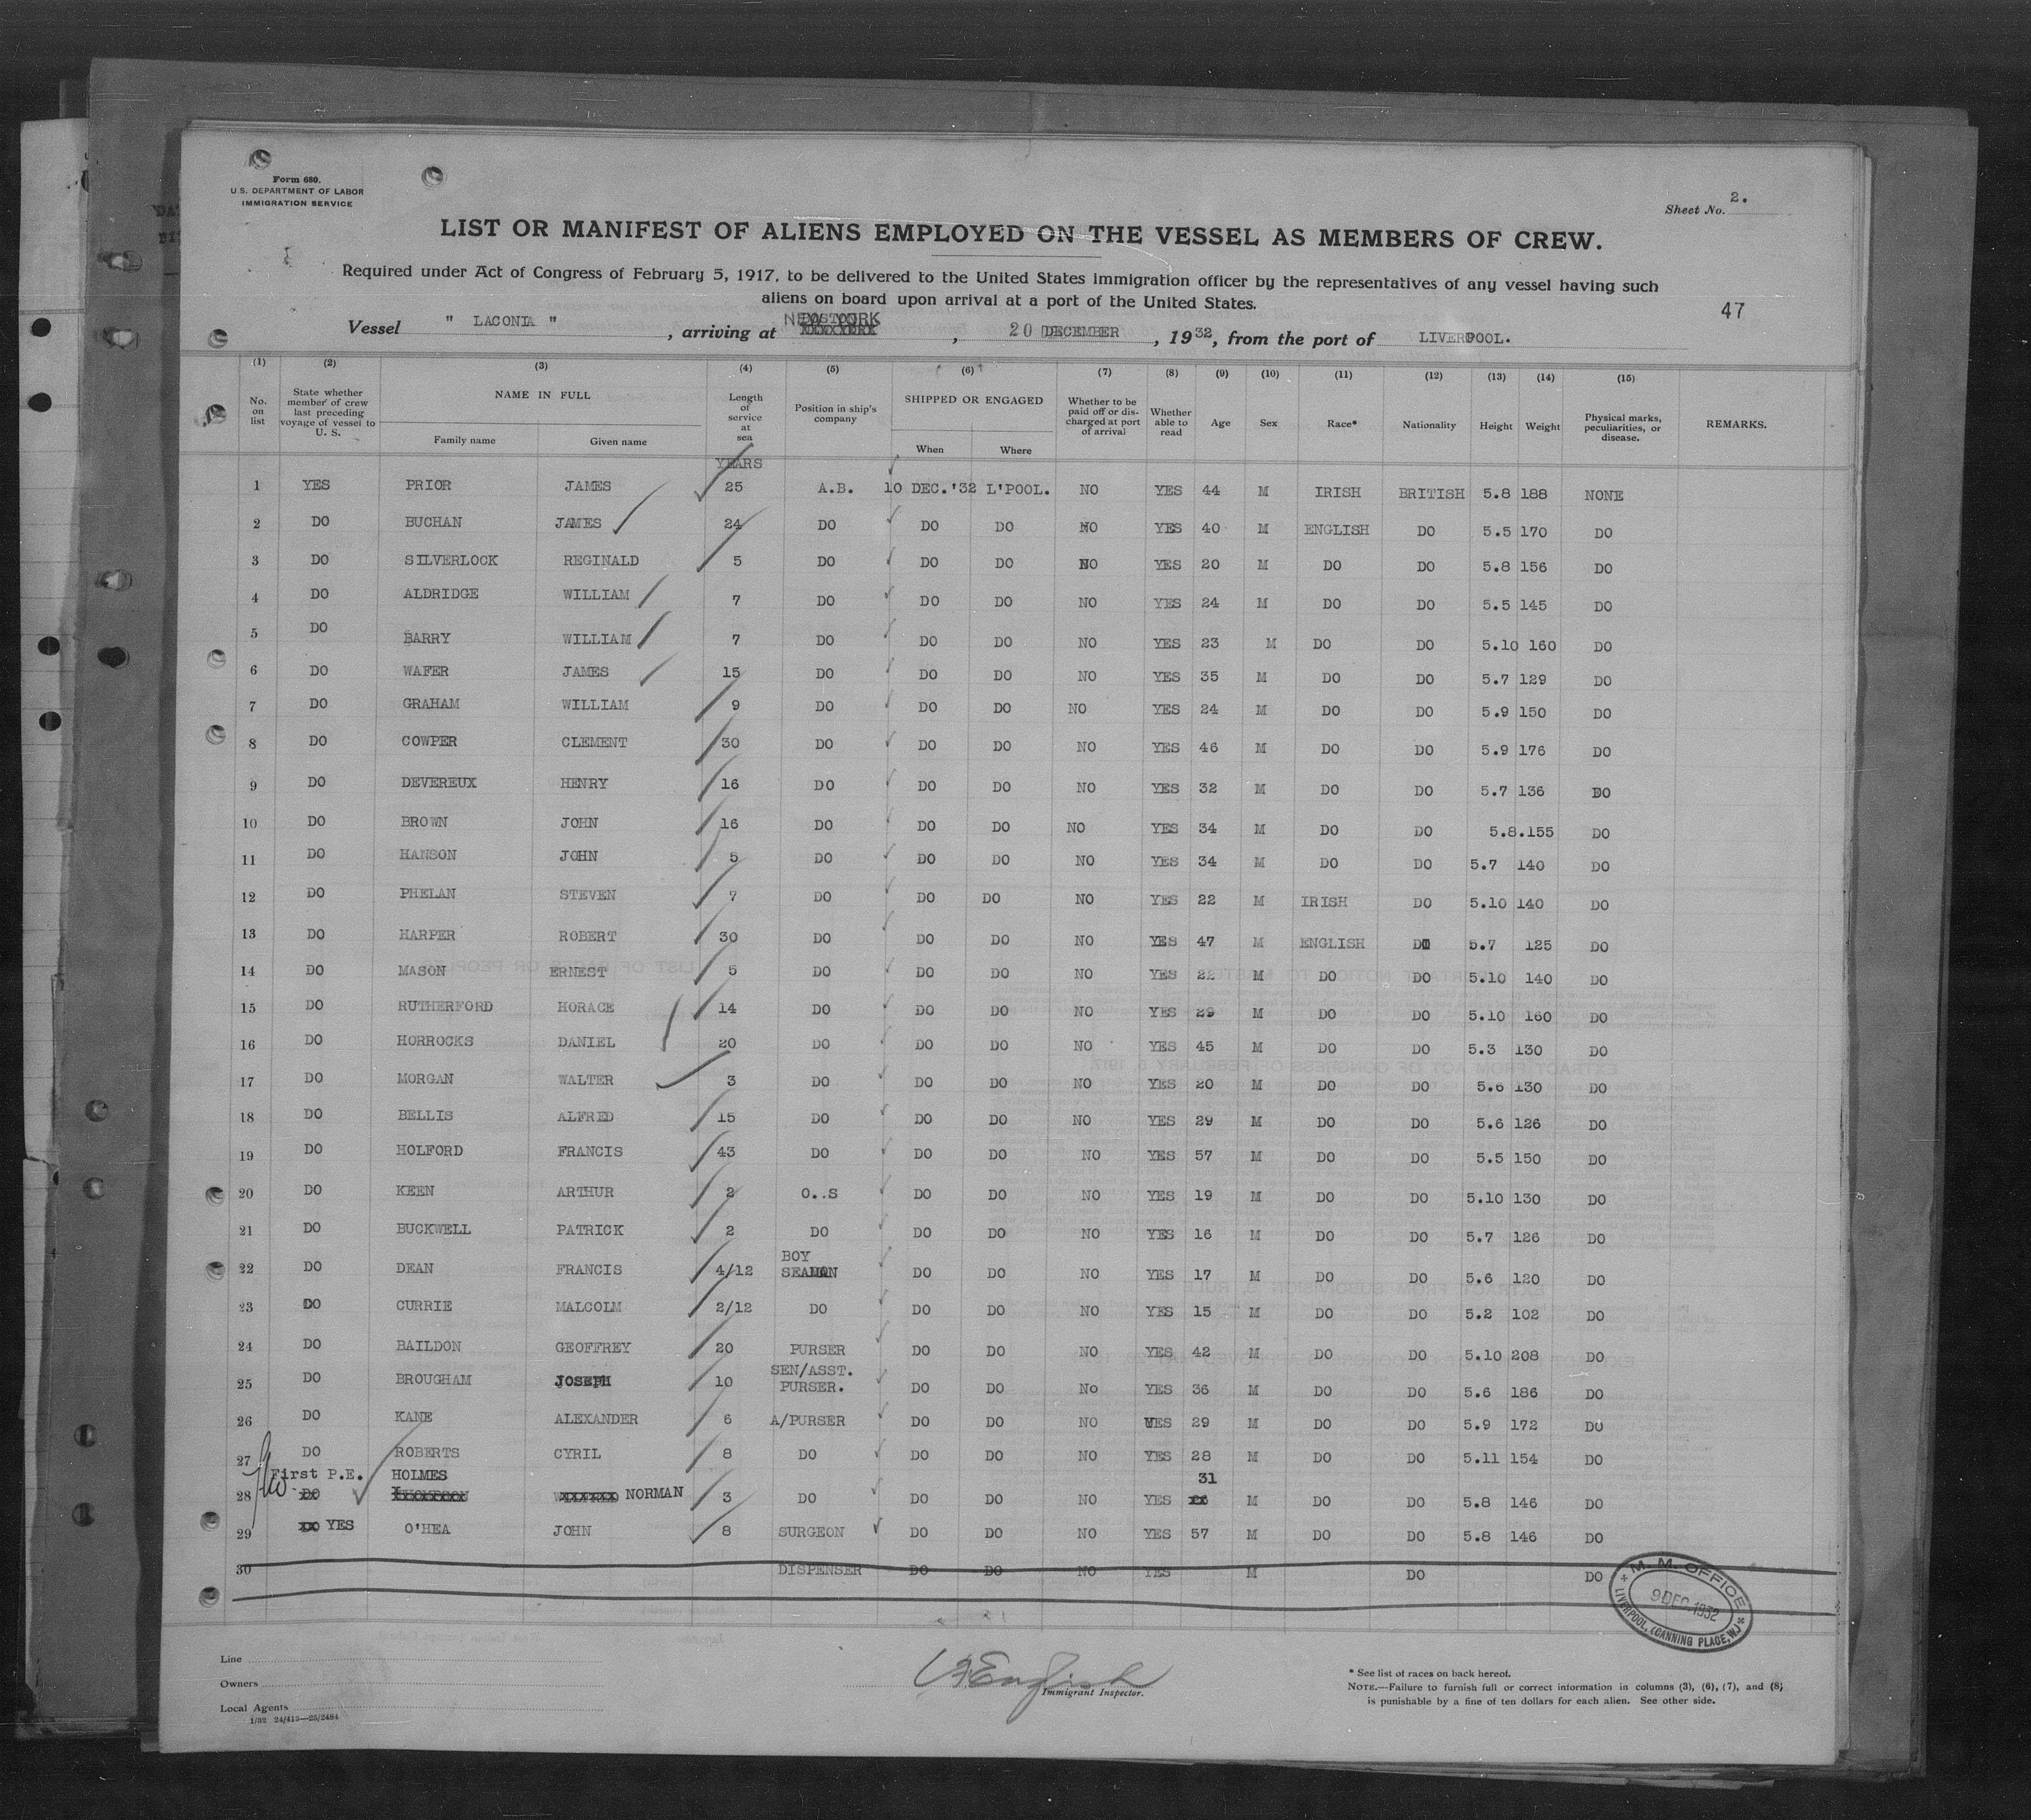 Form 680.
U.S. DEPARTMENT OF LABOR
IMMIGRATION SERVICE
Sheet No. 2.
LIST OR MANIFEST OF ALIENS EMPLOYED ON THE VESSEL AS MEMBERS OF CREW.
Required under Act of Congress of February 5, 1917, to be delivered to the United States immigration officer by the representatives of any vessel having such
aliens on board upon arrival at a port of the United States.
47
Vessel " LACONIA " , arriving at NEW YORK , 20 DECEMBER , 1932, from the port of LIVERPOOL.
(1) (2) (3) (4) (5) (6) (7) (8) (9) (10) (11) (12) (13) (14) (15)
No. on list State whether member of crew last preceding voyage of vessel to U. S. NAME IN FULL Family name Given name Length of service at sea Position in ship's company SHIPPED OR ENGAGED When Where Whether to be paid off or discharged at port of arrival Whether able to read Age Sex Race* Nationality Height Weight Physical marks, peculiarities, or disease. REMARKS.
YEARS
1 YES PRIOR JAMES 25 A.B. 10 DEC.'32 L'POOL. NO YES 44 M IRISH BRITISH 5.8 188 NONE
2 DO BUCHAN JAMES 24 DO DO DO NO YES 40 M ENGLISH DO 5.5 170 DO
3 DO SILVERLOCK REGINALD 5 DO DO DO NO YES 20 M DO DO 5.8 156 DO
4 DO ALDRIDGE WILLIAM 7 DO DO DO NO YES 24 M DO DO 5.5 145 DO
5 DO BARRY WILLIAM 7 DO DO DO NO YES 23 M DO DO 5.10 160 DO
6 DO WAFER JAMES 15 DO DO DO NO YES 35 M DO DO 5.7 129 DO
7 DO GRAHAM WILLIAM 9 DO DO DO NO YES 24 M DO DO 5.9 150 DO
8 DO COWPER CLEMENT 30 DO DO DO NO YES 46 M DO DO 5.9 176 DO
9 DO DEVEREUX HENRY 16 DO DO DO NO YES 32 M DO DO 5.7 136 DO
10 DO BROWN JOHN 16 DO DO DO NO YES 34 M DO DO 5.8.155 DO
11 DO HANSON JOHN 5 DO DO DO NO YES 34 M DO DO 5.7 140 DO
12 DO PHELAN STEVEN 7 DO DO DO NO YES 22 M IRISH DO 5.10 140 DO
13 DO HARPER ROBERT 30 DO DO DO NO YES 47 M ENGLISH DO 5.7 125 DO
14 DO MASON ERNEST 5 DO DO DO NO YES 22 M DO DO 5.10 140 DO
15 DO RUTHERFORD HORACE 14 DO DO DO NO YES 29 M DO DO 5.10 160 DO
16 DO HORROCKS DANIEL 20 DO DO DO NO YES 45 M DO DO 5.3 130 DO
17 DO MORGAN WALTER 3 DO DO DO NO YES 20 M DO DO 5.6 130 DO
18 DO BELLIS ALFRED 15 DO DO DO NO YES 29 M DO DO 5.6 126 DO
19 DO HOLFORD FRANCIS 43 DO DO DO NO YES 57 M DO DO 5.5 150 DO
20 DO KEEN ARTHUR 2 O..S DO DO NO YES 19 M DO DO 5.10 130 DO
21 DO BUCKWELL PATRICK 2 DO DO DO NO YES 16 M DO DO 5.7 126 DO
22 DO DEAN FRANCIS 4/12 BOY SEAMAN DO DO NO YES 17 M DO DO 5.6 120 DO
23 DO CURRIE MALCOLM 2/12 DO DO DO NO YES 15 M DO DO 5.2 102 DO
24 DO BAILDON GEOFFREY 20 PURSER DO DO NO YES 42 M DO DO 5.10 208 DO
25 DO BROUGHAM JOSEPH 10 SEN/ASST. PURSER. DO DO No YES 36 M DO DO 5.6 186 DO
26 DO KANE ALEXANDER 6 A/PURSER DO DO NO YES 29 M DO DO 5.9 172 DO
27 DO ROBERTS CYRIL 8 DO DO DO NO YES 28 M DO DO 5.11 154 DO
28 First P.E. HOLMES NORMAN 3 DO DO DO NO YES 31 M DO DO 5.8 146 DO
29 YES O'HEA JOHN 8 SURGEON DO DO NO YES 57 M DO DO 5.8 146 DO
30 DISPENSER DO DO NO YES M DO DO
M. M. OFFICE
9 DEC. 1932
LIVERPOOL, (CANNING PLACE, W.)
Line
Owners
Local Agents
1/32 24/413—25/2484
English
Immigrant Inspector.
* See list of races on back hereof.
NOTE.—Failure to furnish full or correct information in columns (3), (6), (7), and (8)
is punishable by a fine of ten dollars for each alien. See other side.